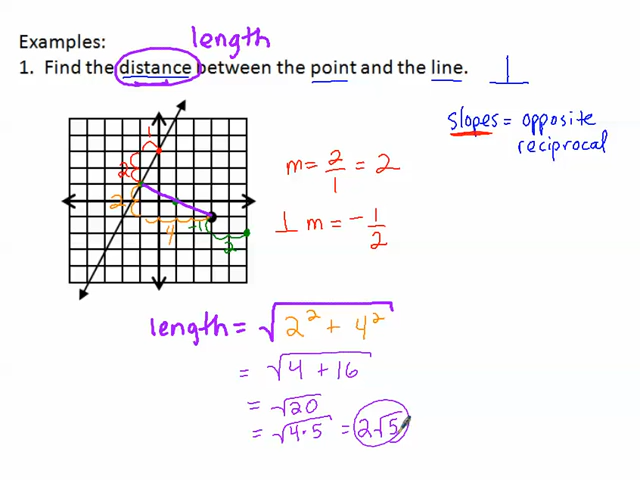 Examples: length
1. Find the distance between the point and the line. ⊥
slopes = opposite
reciprocal
1
2
m = 2/1 = 2
2
4
-1
2
⊥ m = -1/2
length = √(2² + 4²)
= √(4 + 16)
= √20
= √(4·5) = 2√5